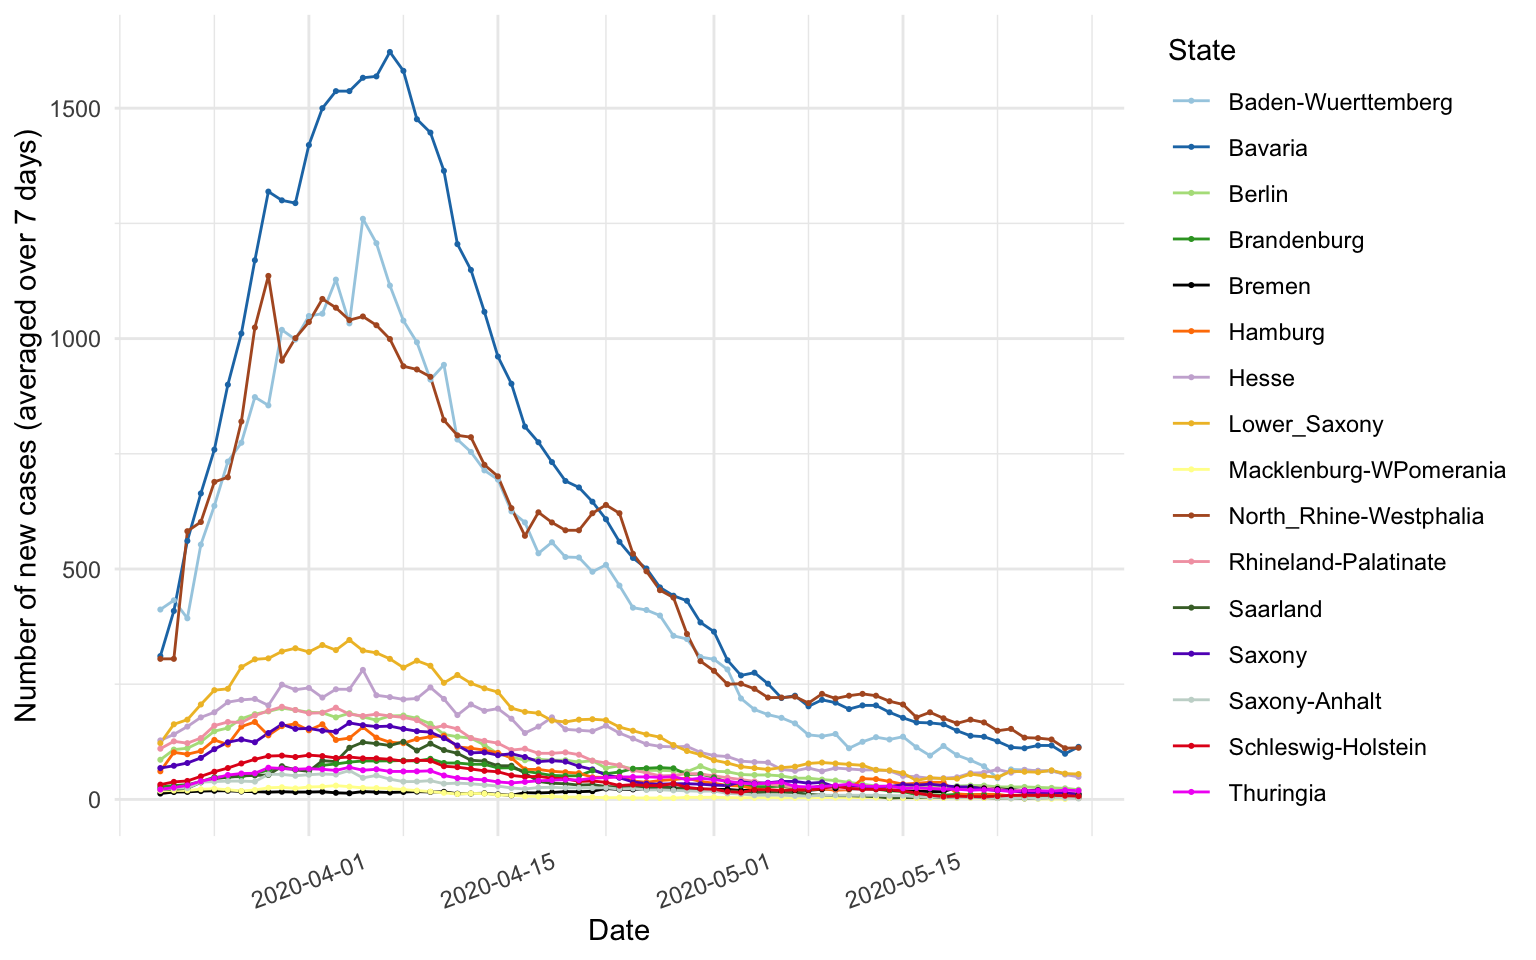 Number of new cases (averaged over 7 days)
1500
1000
500
0
2020-04-01
2020-04-15
2020-05-01
2020-05-15
Date
State
Baden-Wuerttemberg
Bavaria
Berlin
Brandenburg
Bremen
Hamburg
Hesse
Lower_Saxony
Macklenburg-WPomerania
North_Rhine-Westphalia
Rhineland-Palatinate
Saarland
Saxony
Saxony-Anhalt
Schleswig-Holstein
Thuringia